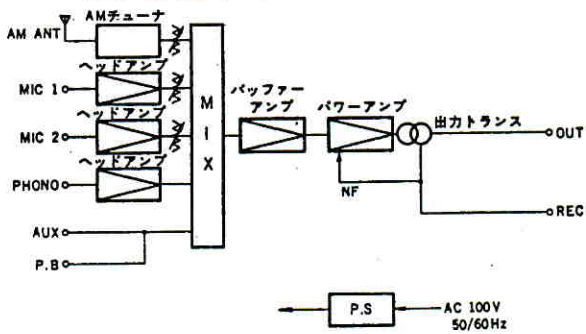 AMチューナ
AM ANT
ヘッドアンプ
MIC 1
ヘッドアンプ
MIC 2
ヘッドアンプ
PHONO
AUX
P.B
MIX
バッファー
アンプ
パワーアンプ
NF
出力トランス
OUT
REC
P.S
AC 100V
50/60Hz